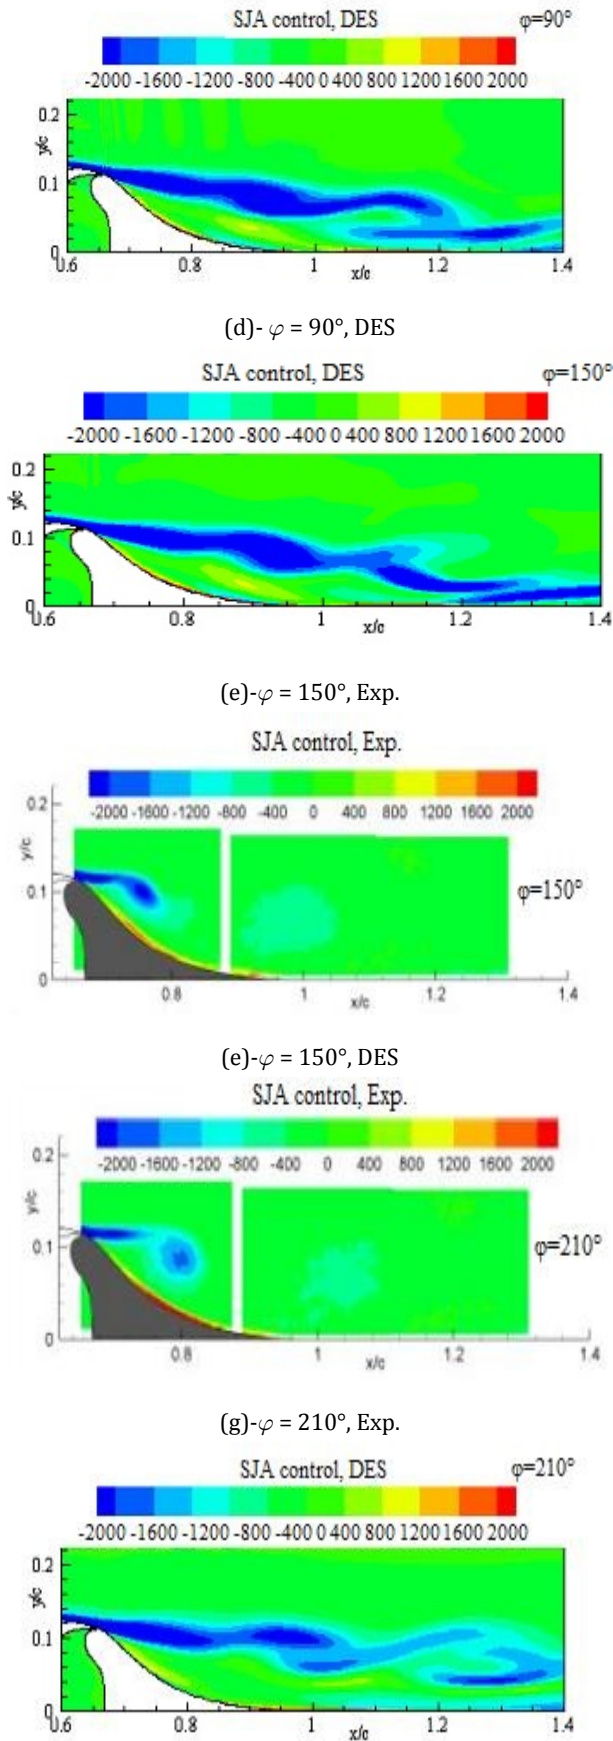 SJA control, DES φ=90°
-2000 -1600 -1200 -800 -400 0 400 800 1200 1600 2000
0.2
y/c
0.1
0
0.6 0.8 1 1.2 1.4
x/c
(d)- φ = 90°, DES
SJA control, DES φ=150°
-2000 -1600 -1200 -800 -400 0 400 800 1200 1600 2000
0.2
y/c
0.1
0
0.6 0.8 1 1.2 1.4
x/c
(e)-φ = 150°, Exp.
SJA control, Exp.
-2000 -1600 -1200 -800 -400 0 400 800 1200 1600 2000
0.2
y/c
0.1
φ=150°
0
0.8 1 1.2 1.4
x/c
(e)-φ = 150°, DES
SJA control, Exp.
-2000 -1600 -1200 -800 -400 0 400 800 1200 1600 2000
0.2
y/c
0.1
φ=210°
0
0.8 1 1.2 1.4
x/c
(g)-φ = 210°, Exp.
SJA control, DES φ=210°
-2000 -1600 -1200 -800 -400 0 400 800 1200 1600 2000
0.2
y/c
0.1
0
0.6 0.8 1 1.2 1.4
x/c